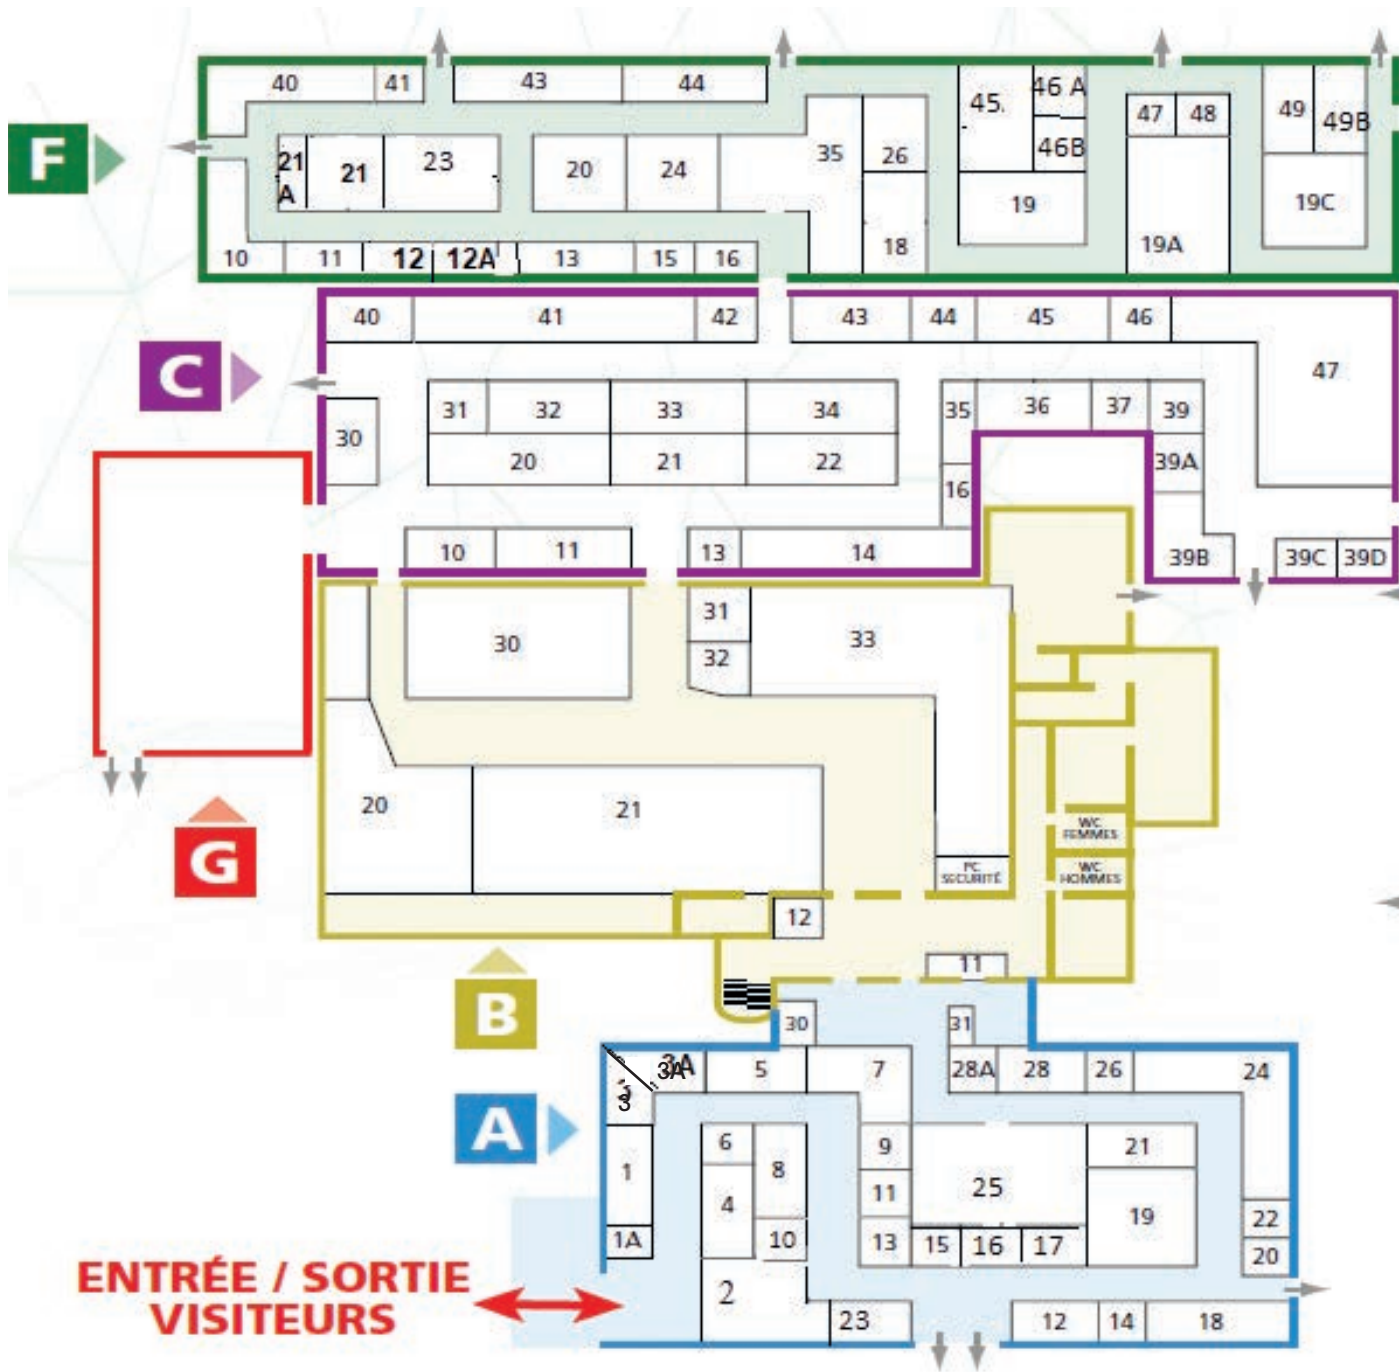 40 41 43 44 45. 46 A 47 48 49 49B
46B
F
21 A 21 23 20 24 35 26 19 19A 19C
10 11 12 12A 13 15 16 18
40 41 42 43 44 45 46 47
C
31 32 33 34 35 36 37 39
30 20 21 22 16 39A
10 11 13 14 39B 39C 39D
30 31 33
32
20 21
G
WC
FEMMES
PC
SECURITÉ
WC
HOMMES
12
11
B
30 31
3A 5 7 28A 28 26 24
3A
3
A
6 8 9 25 21
1 4 11 19 22
1A 10 13 15 16 17 20
ENTRÉE / SORTIE
VISITEURS
2 23 12 14 18